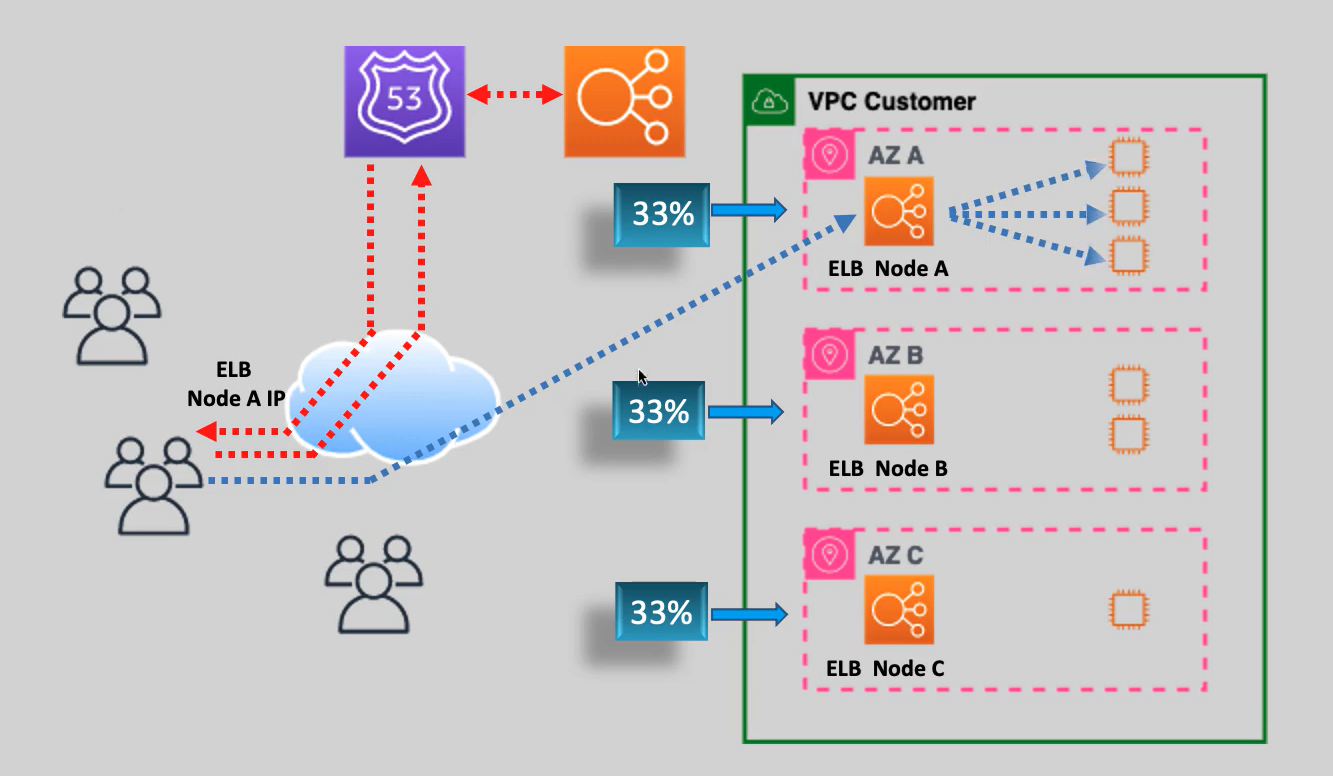 53
VPC Customer
AZ A
33%
ELB Node A
AZ B
ELB
Node A IP
33%
ELB Node B
AZ C
33%
ELB Node C